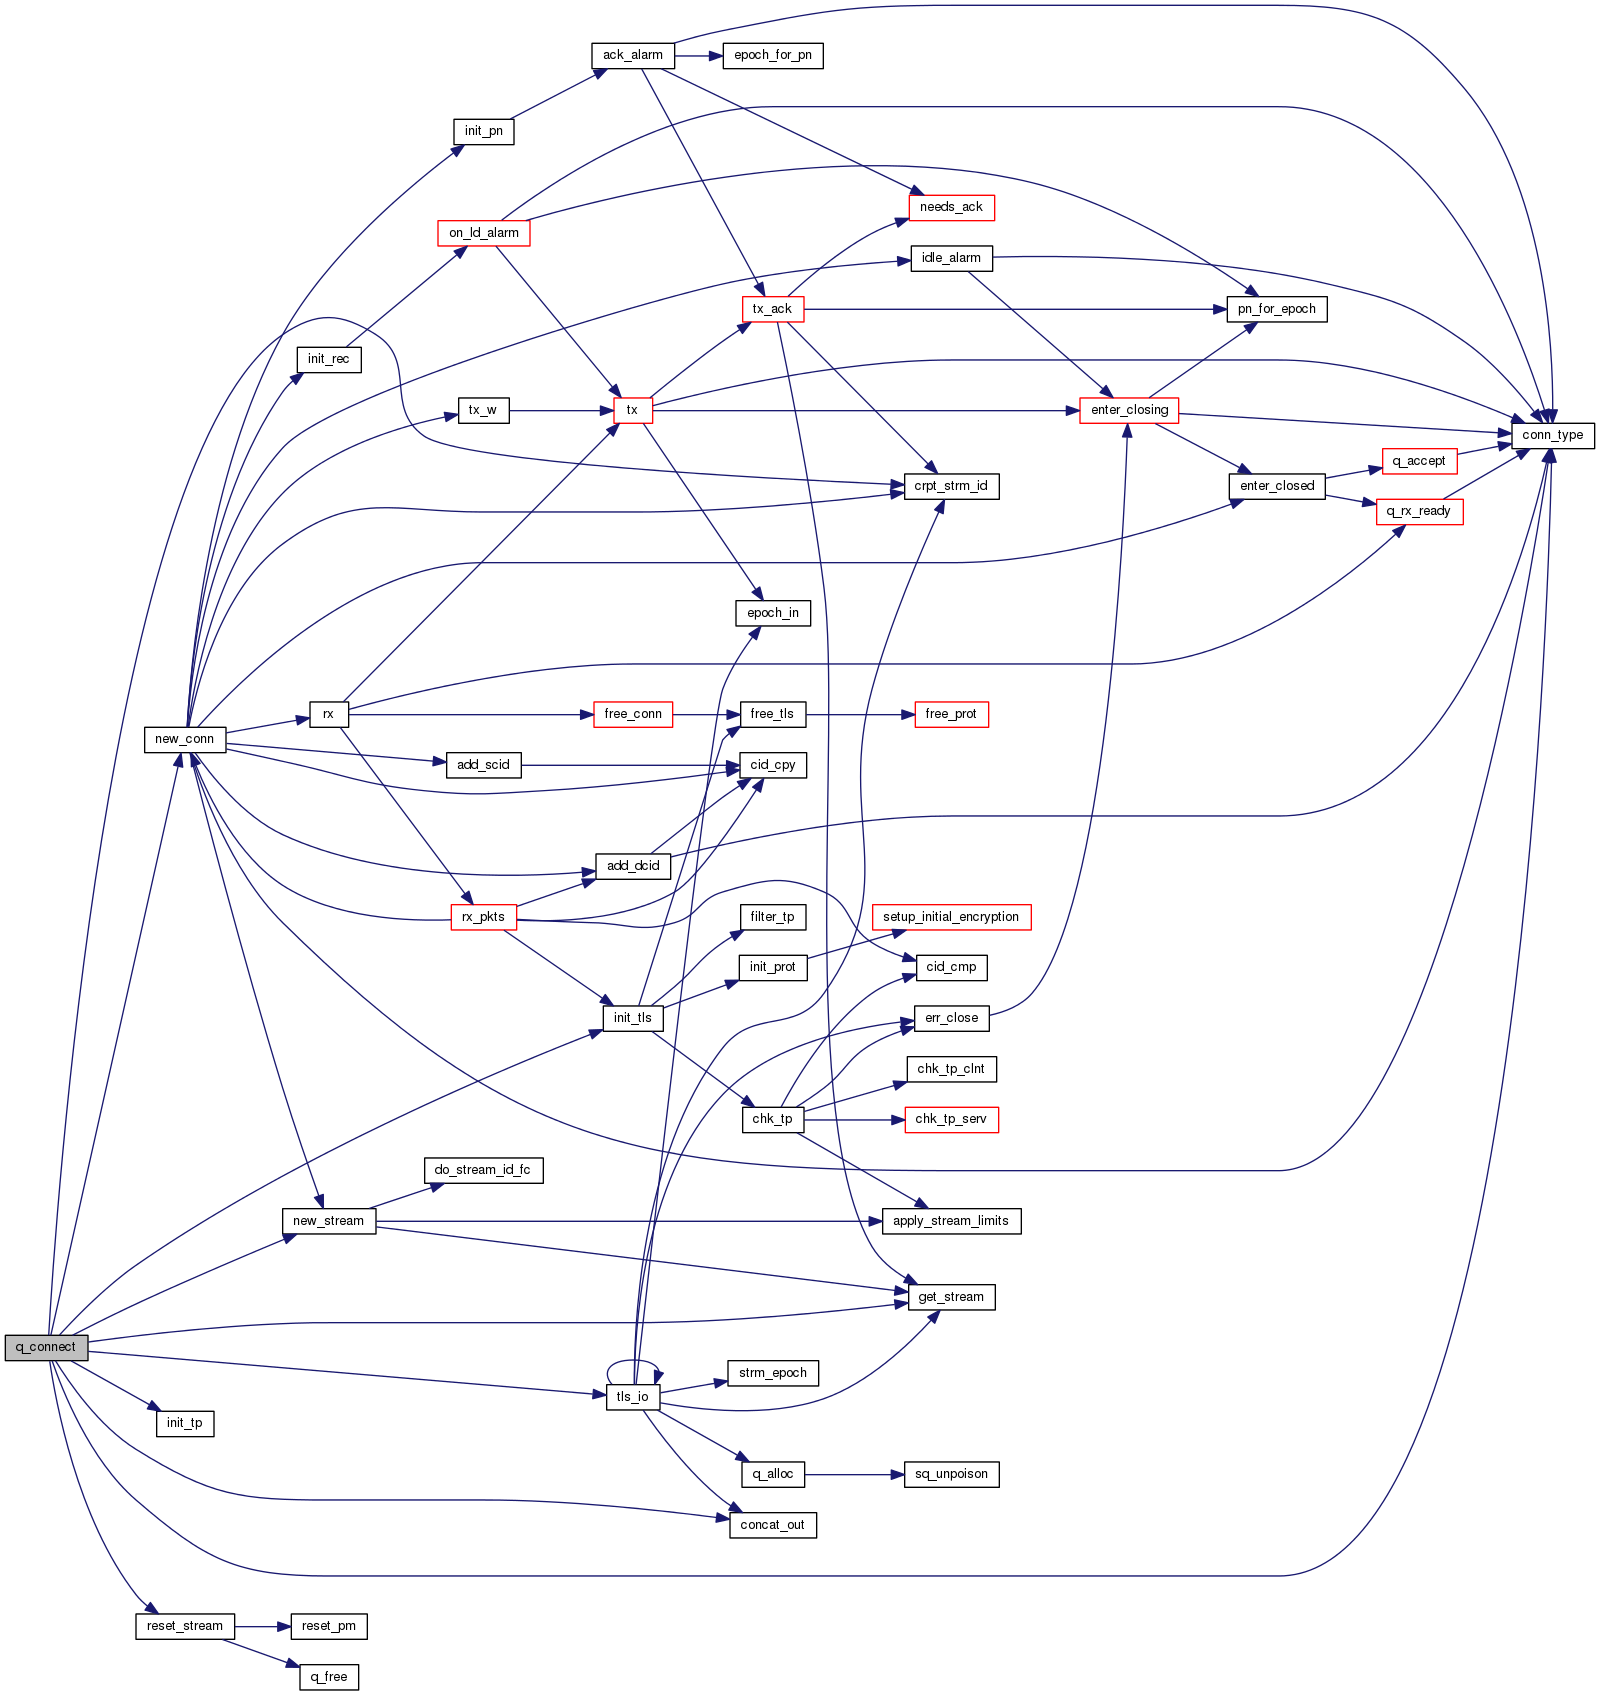 ack_alarm
epoch_for_pn
init_pn
needs_ack
on_ld_alarm
idle_alarm
tx_ack
pn_for_epoch
init_rec
tx_w
tx
enter_closing
conn_type
q_accept
crpt_strm_id
enter_closed
q_rx_ready
epoch_in
rx
free_conn
free_tls
free_prot
new_conn
add_scid
cid_cpy
add_dcid
rx_pkts
filter_tp
setup_initial_encryption
init_prot
cid_cmp
init_tls
err_close
chk_tp_clnt
chk_tp
chk_tp_serv
do_stream_id_fc
new_stream
apply_stream_limits
get_stream
q_connect
strm_epoch
tls_io
init_tp
q_alloc
sq_unpoison
concat_out
reset_stream
reset_pm
q_free